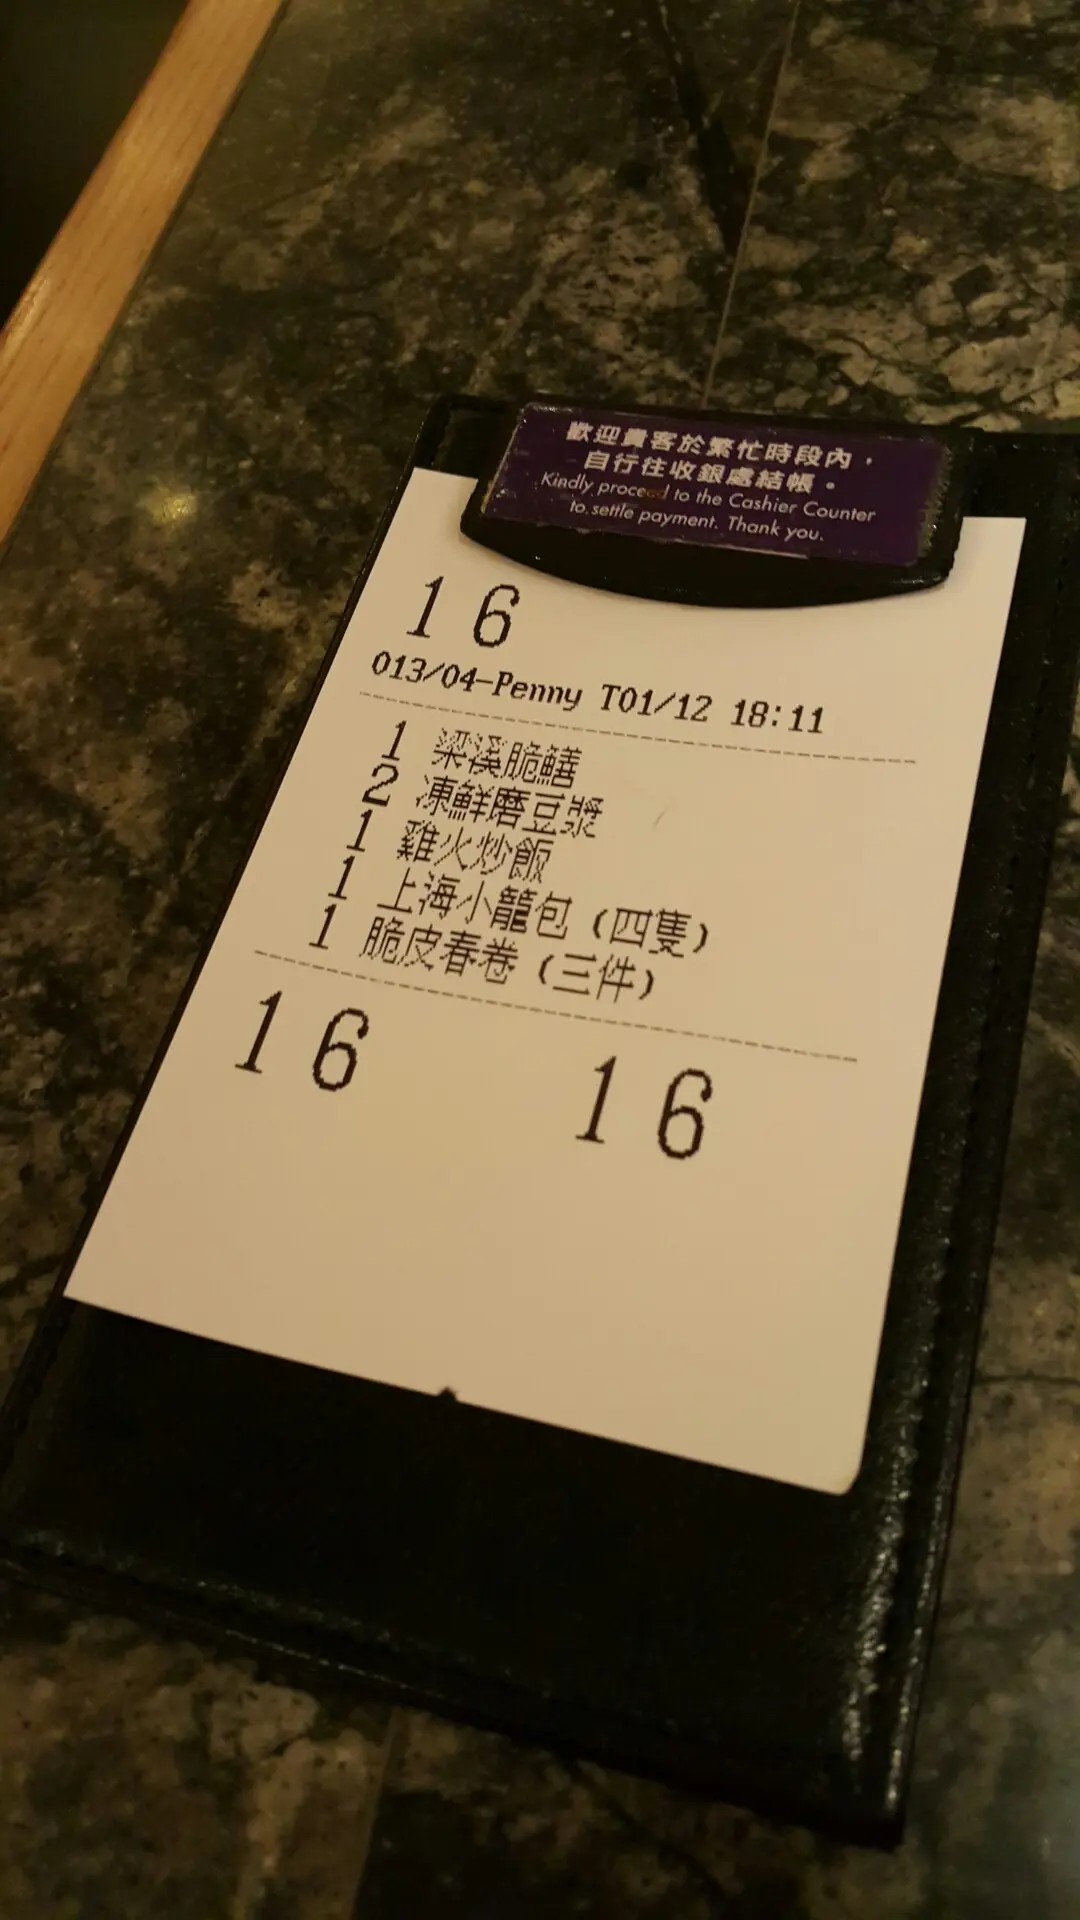 歡迎貴客於繁忙時段內，
自行往收銀處結帳。
Kindly proceed to the Cashier Counter
to settle payment. Thank you.
16
013/04-Penny T01/12 18:11
1 梁溪脆鱔
2 凍鮮磨豆漿
1 雞火炒飯
1 上海小籠包 (四隻)
1 脆皮春卷 (三件)
16 16